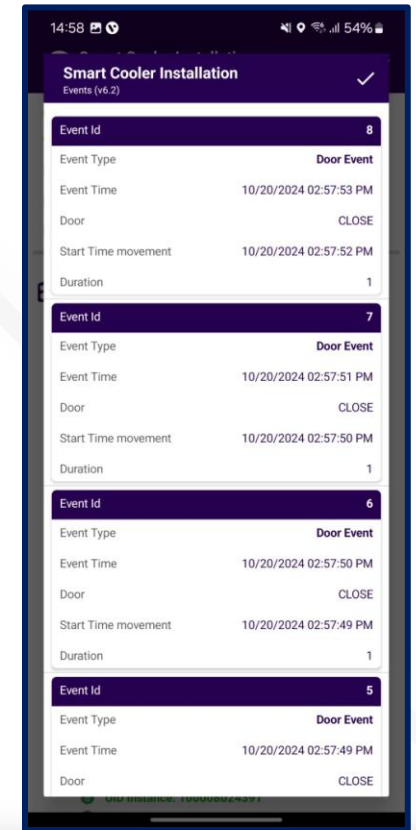 14:58 54%
Smart Cooler Installation
Events (v6.2)
Event Id 8
Event Type Door Event
Event Time 10/20/2024 02:57:53 PM
Door CLOSE
Start Time movement 10/20/2024 02:57:52 PM
Duration 1
Event Id 7
Event Type Door Event
Event Time 10/20/2024 02:57:51 PM
Door CLOSE
Start Time movement 10/20/2024 02:57:50 PM
Duration 1
Event Id 6
Event Type Door Event
Event Time 10/20/2024 02:57:50 PM
Door CLOSE
Start Time movement 10/20/2024 02:57:49 PM
Duration 1
Event Id 5
Event Type Door Event
Event Time 10/20/2024 02:57:49 PM
Door CLOSE